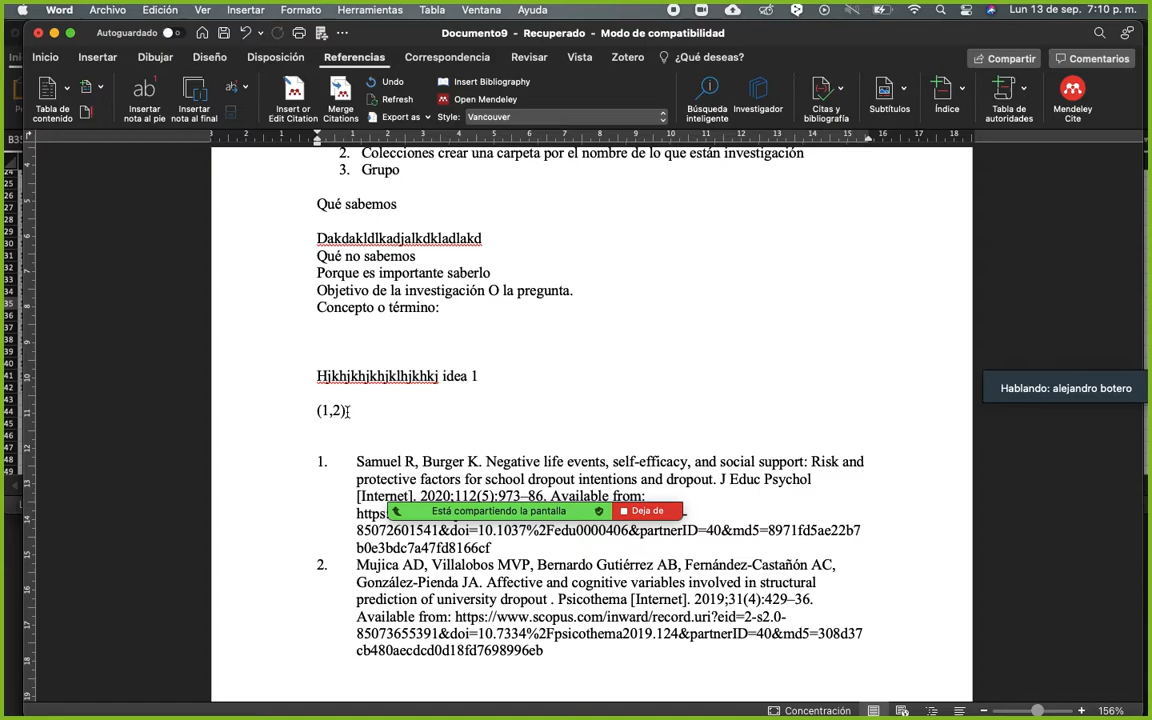 Word Archivo Edición Ver Insertar Formato Herramientas Tabla Ventana Ayuda Lun 13 de sep. 7:10 p. m.
Autoguardado Documento9 - Recuperado - Modo de compatibilidad
Inicio Insertar Dibujar Diseño Disposición Referencias Correspondencia Revisar Vista Zotero ¿Qué deseas? Compartir Comentarios
Tabla de contenido
ab
Insertar nota al pie
Insertar nota al final
ab
Insert or Edit Citation
Merge Citations
Undo
Refresh
Export as
Insert Bibliography
Open Mendeley
Style: Vancouver
Búsqueda inteligente
Investigador
Citas y bibliografía
Subtítulos
Índice
Tabla de autoridades
Mendeley Cite
2. Colecciones crear una carpeta por el nombre de lo que están investigación
3. Grupo
Qué sabemos
Dakdakldlkadjalkdkladlakd
Qué no sabemos
Porque es importante saberlo
Objetivo de la investigación O la pregunta.
Concepto o término:
Hjkhjkhjkhjklhjkhkj idea 1
Hablando: alejandro botero
(1,2)
1. Samuel R, Burger K. Negative life events, self-efficacy, and social support: Risk and
protective factors for school dropout intentions and dropout. J Educ Psychol
[Internet]. 2020;112(5):973–86. Available from:
Está compartiendo la pantalla Deja de
85072601541&doi=10.1037%2Fedu0000406&partnerID=40&md5=8971fd5ae22b7
b0e3bdc7a47fd8166cf
2. Mujica AD, Villalobos MVP, Bernardo Gutiérrez AB, Fernández-Castañón AC,
González-Pienda JA. Affective and cognitive variables involved in structural
prediction of university dropout . Psicothema [Internet]. 2019;31(4):429–36.
Available from: https://www.scopus.com/inward/record.uri?eid=2-s2.0-
85073655391&doi=10.7334%2Fpsicothema2019.124&partnerID=40&md5=308d37
cb480aecdcd0d18fd7698996eb
Concentración 156%